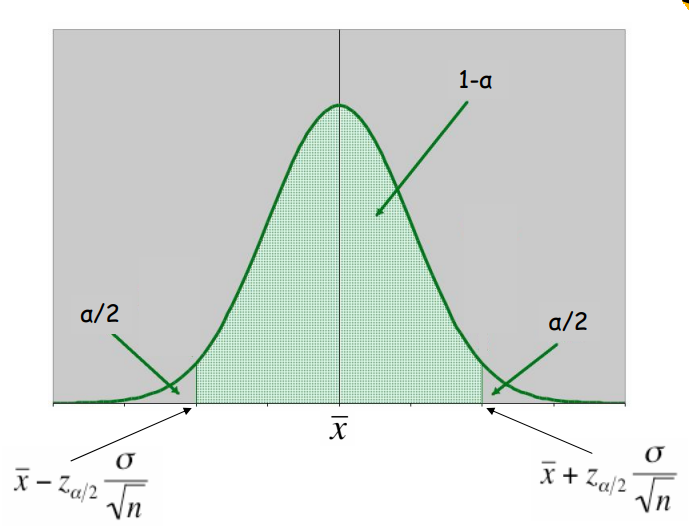 1-α
α/2
α/2
x̄
x̄ − z_{α/2} σ/√n
x̄ + z_{α/2} σ/√n